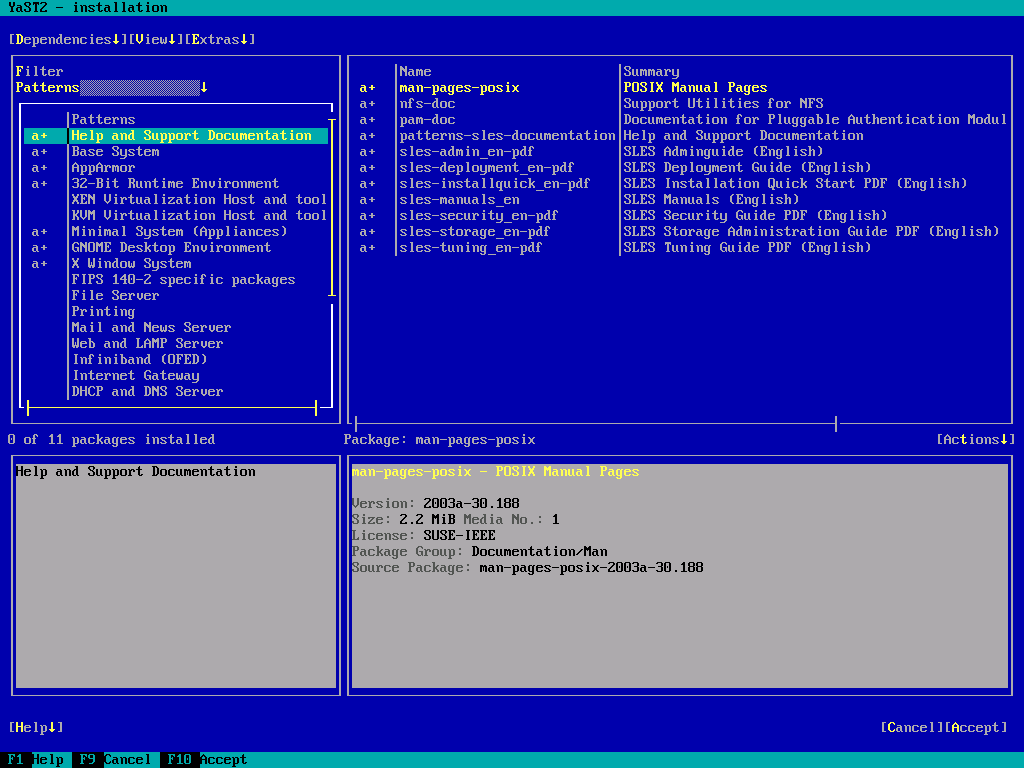 YaST2 - installation
[Dependencies↓][View↓][Extras↓]
Filter
Patterns ↓
Patterns
a+ Help and Support Documentation
a+ Base System
a+ AppArmor
a+ 32-Bit Runtime Environment
XEN Virtualization Host and tool
KVM Virtualization Host and tool
a+ Minimal System (Appliances)
a+ GNOME Desktop Environment
a+ X Window System
FIPS 140-2 specific packages
File Server
Printing
Mail and News Server
Web and LAMP Server
Infiniband (OFED)
Internet Gateway
DHCP and DNS Server
Name Summary
a+ man-pages-posix POSIX Manual Pages
a+ nfs-doc Support Utilities for NFS
a+ pam-doc Documentation for Pluggable Authentication Modul
a+ patterns-sles-documentation Help and Support Documentation
a+ sles-admin_en-pdf SLES Adminguide (English)
a+ sles-deployment_en-pdf SLES Deployment Guide (English)
a+ sles-installquick_en-pdf SLES Installation Quick Start PDF (English)
a+ sles-manuals_en SLES Manuals (English)
a+ sles-security_en-pdf SLES Security Guide PDF (English)
a+ sles-storage_en-pdf SLES Storage Administration Guide PDF (English)
a+ sles-tuning_en-pdf SLES Tuning Guide PDF (English)
0 of 11 packages installed
Package: man-pages-posix
[Actions↓]
Help and Support Documentation
man-pages-posix - POSIX Manual Pages
Version: 2003a-30.188
Size: 2.2 MiB Media No.: 1
License: SUSE-IEEE
Package Group: Documentation/Man
Source Package: man-pages-posix-2003a-30.188
[Help↓]
[Cancel][Accept]
F1 Help F9 Cancel F10 Accept